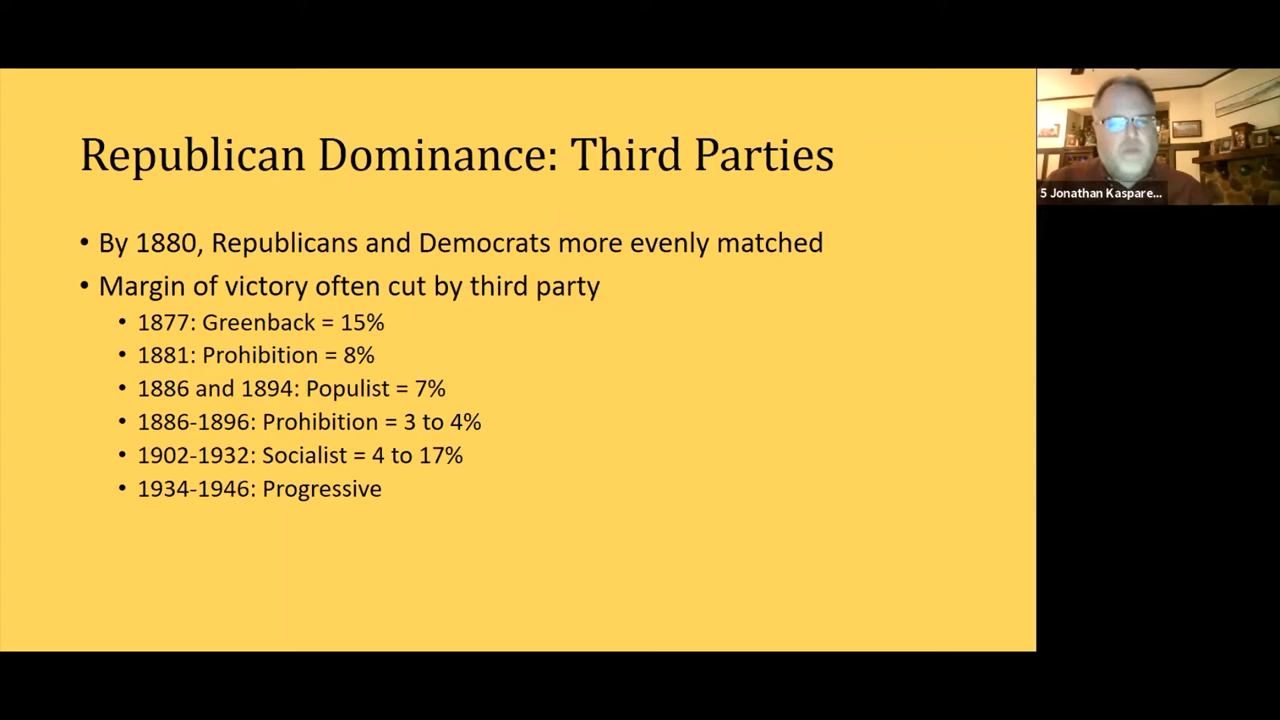 Republican Dominance: Third Parties
• By 1880, Republicans and Democrats more evenly matched
• Margin of victory often cut by third party
• 1877: Greenback = 15%
• 1881: Prohibition = 8%
• 1886 and 1894: Populist = 7%
• 1886-1896: Prohibition = 3 to 4%
• 1902-1932: Socialist = 4 to 17%
• 1934-1946: Progressive
5 Jonathan Kaspare...